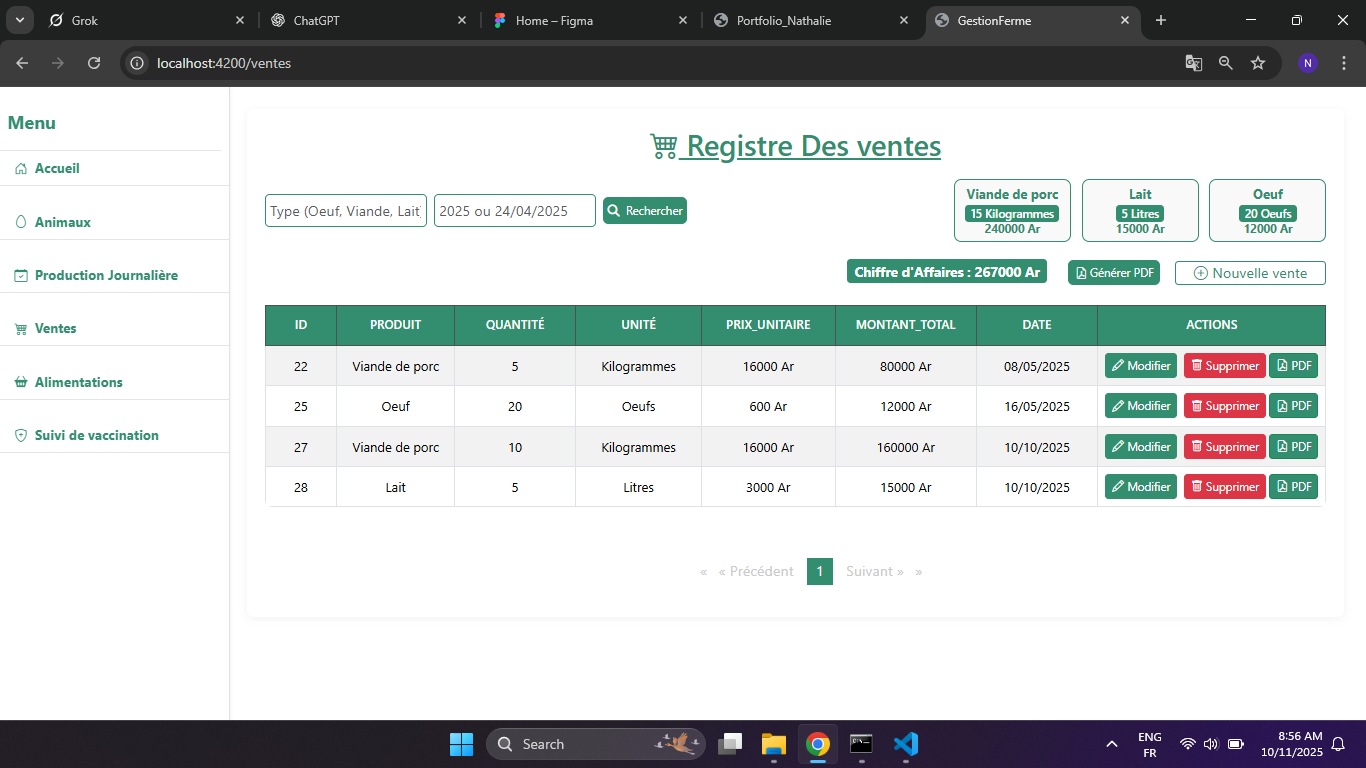 Grok
ChatGPT
Home – Figma
Portfolio_Nathalie
GestionFerme
localhost:4200/ventes
N
Menu
Accueil
Animaux
Production Journalière
Ventes
Alimentations
Suivi de vaccination
Registre Des ventes
Type (Oeuf, Viande, Lait
2025 ou 24/04/2025
Rechercher
Viande de porc
15 Kilogrammes
240000 Ar
Lait
5 Litres
15000 Ar
Oeuf
20 Oeufs
12000 Ar
Chiffre d'Affaires : 267000 Ar
Générer PDF
Nouvelle vente
ID PRODUIT QUANTITÉ UNITÉ PRIX_UNITAIRE MONTANT_TOTAL DATE ACTIONS
22 Viande de porc 5 Kilogrammes 16000 Ar 80000 Ar 08/05/2025 Modifier Supprimer PDF
25 Oeuf 20 Oeufs 600 Ar 12000 Ar 16/05/2025 Modifier Supprimer PDF
27 Viande de porc 10 Kilogrammes 16000 Ar 160000 Ar 10/10/2025 Modifier Supprimer PDF
28 Lait 5 Litres 3000 Ar 15000 Ar 10/10/2025 Modifier Supprimer PDF
« « Précédent 1 Suivant » »
Search
ENG
FR
8:56 AM
10/11/2025